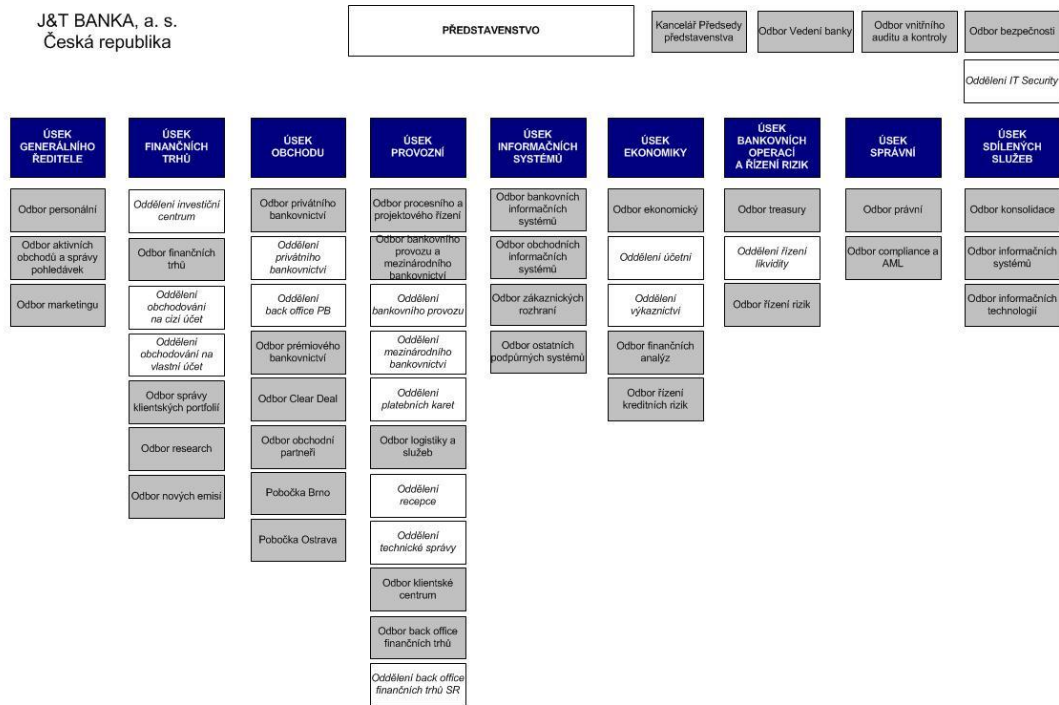 J&T BANKA, a. s.
Česká republika
PŘEDSTAVENSTVO
Kancelář Předsedy
představenstva
Odbor Vedení banky
Odbor vnitřního
auditu a kontroly
Odbor bezpečnosti
Oddělení IT Security
ÚSEK
GENERÁLNÍHO
ŘEDITELE
Odbor personální
Odbor aktivních
obchodů a správy
pohledávek
Odbor marketingu
ÚSEK
FINANČNÍCH
TRHŮ
Oddělení investiční
centrum
Odbor finančních
trhů
Oddělení
obchodování
na cizí účet
Oddělení
obchodování na
vlastní účet
Odbor správy
klientských portfolií
Odbor research
Odbor nových emisí
ÚSEK
OBCHODU
Odbor privátního
bankovnictví
Oddělení
privátního
bankovnictví
Oddělení
back office PB
Odbor prémiového
bankovnictví
Odbor Clear Deal
Odbor obchodní
partneři
Pobočka Brno
Pobočka Ostrava
ÚSEK
PROVOZNÍ
Odbor procesního a
projektového řízení
Odbor bankovního
provozu a
mezinárodního
bankovnictví
Oddělení
bankovního provozu
Oddělení
mezinárodního
bankovnictví
Oddělení
platebních karet
Odbor logistiky a
služeb
Oddělení
recepce
Oddělení
technické správy
Odbor klientské
centrum
Odbor back office
finančních trhů
Oddělení back office
finančních trhů SR
ÚSEK
INFORMAČNÍCH
SYSTÉMŮ
Odbor bankovních
informačních
systémů
Odbor obchodních
informačních
systémů
Odbor zákaznických
rozhraní
Odbor ostatních
podpůrných systémů
ÚSEK
EKONOMIKY
Odbor ekonomický
Oddělení účetní
Oddělení
výkaznictví
Odbor finančních
analýz
Odbor řízení
kreditních rizik
ÚSEK
BANKOVNÍCH
OPERACÍ
A ŘÍZENÍ RIZIK
Odbor treasury
Oddělení řízení
likvidity
Odbor řízení rizik
ÚSEK
SPRÁVNÍ
Odbor právní
Odbor compliance a
AML
ÚSEK
SDÍLENÝCH
SLUŽEB
Odbor konsolidace
Odbor informačních
systémů
Odbor informačních
technologií